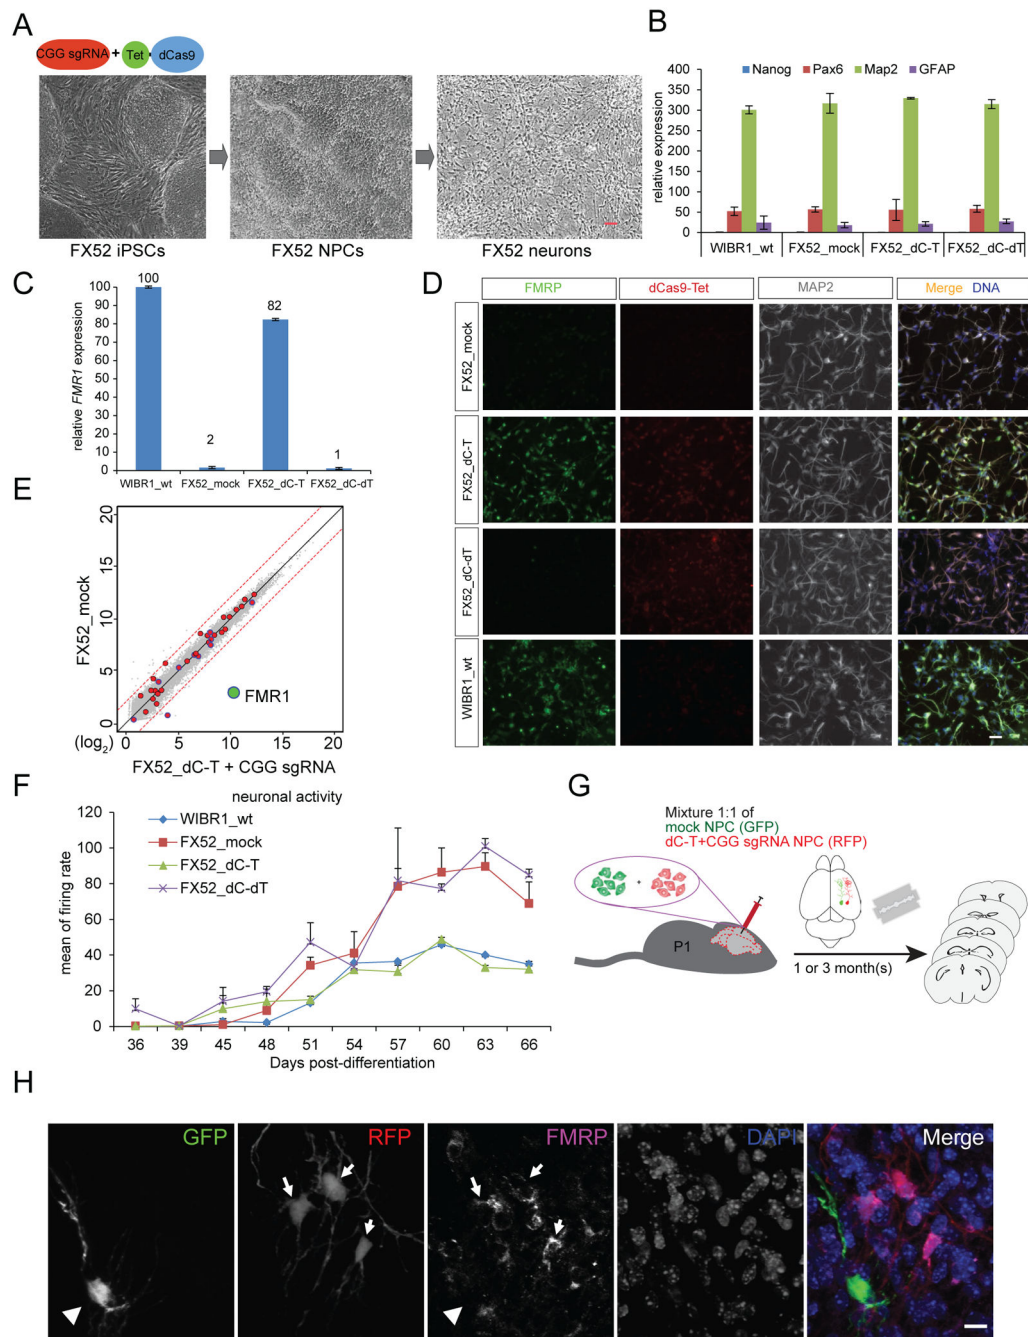 A
CGG sgRNA + Tet dCas9
FX52 iPSCs
FX52 NPCs
FX52 neurons
B
Nanog Pax6 Map2 GFAP
relative expression
400
350
300
250
200
150
100
50
0
WIBR1_wt FX52_mock FX52_dC-T FX52_dC-dT
C
relative FMR1 expression
100
90
80
70
60
50
40
30
20
10
0
100
2
82
1
WIBR1_wt FX52_mock FX52_dC-T FX52_dC-dT
D
FMRP dCas9-Tet MAP2 Merge DNA
FX52_mock
FX52_dC-T
FX52_dC-dT
WIBR1_wt
E
FX52_mock
20
15
10
5
0
FMR1
(log2) 0 5 10 15 20
FX52_dC-T + CGG sgRNA
F
neuronal activity
WIBR1_wt
FX52_mock
FX52_dC-T
FX52_dC-dT
mean of firing rate
120
100
80
60
40
20
0
36 39 45 48 51 54 57 60 63 66
Days post-differentiation
G
Mixture 1:1 of
mock NPC (GFP)
dC-T+CGG sgRNA NPC (RFP)
+
P1
1 or 3 month(s)
H
GFP RFP FMRP DAPI Merge